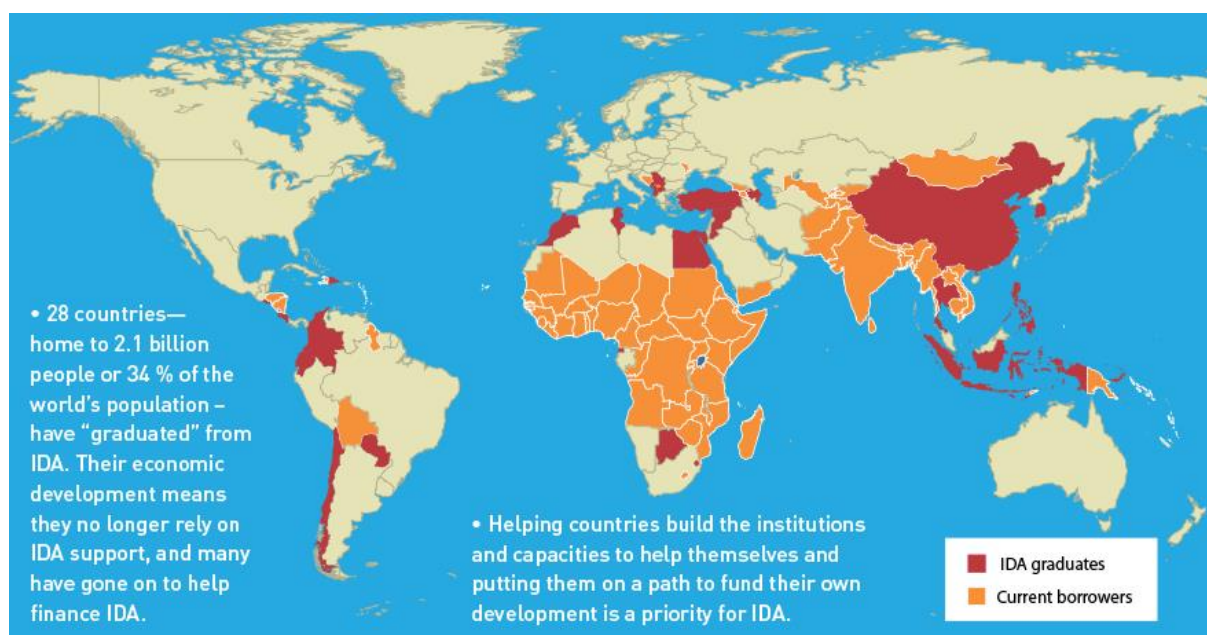 • 28 countries—
home to 2.1 billion
people or 34 % of the
world's population –
have “graduated” from
IDA. Their economic
development means
they no longer rely on
IDA support, and many
have gone on to help
finance IDA.
• Helping countries build the institutions
and capacities to help themselves and
putting them on a path to fund their own
development is a priority for IDA.
IDA graduates
Current borrowers